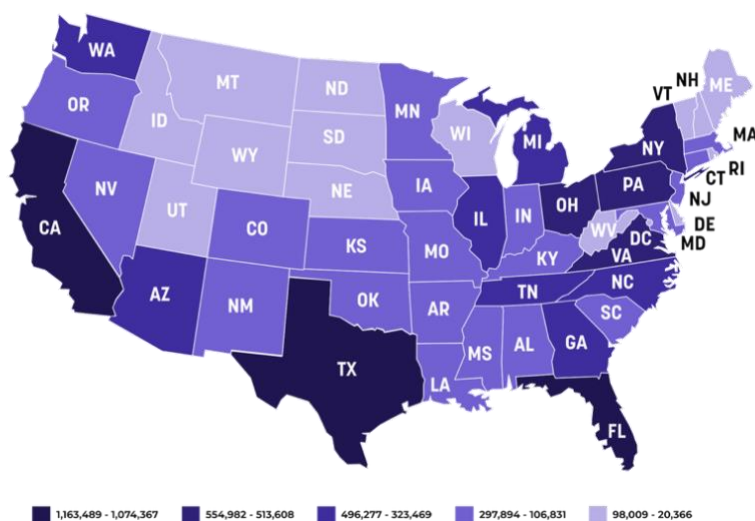 WA
MT
ND
MN
VT
NH
ME
OR
ID
SD
WI
MI
NY
MA
WY
CT
RI
NV
NE
IA
PA
NJ
UT
CO
IL
IN
OH
DE
MD
CA
KS
MO
WV
DC
KY
VA
AZ
NM
OK
AR
TN
NC
SC
TX
LA
MS
AL
GA
FL
1,163,489 - 1,074,367
554,982 - 513,608
496,277 - 323,469
297,894 - 106,831
98,009 - 20,366